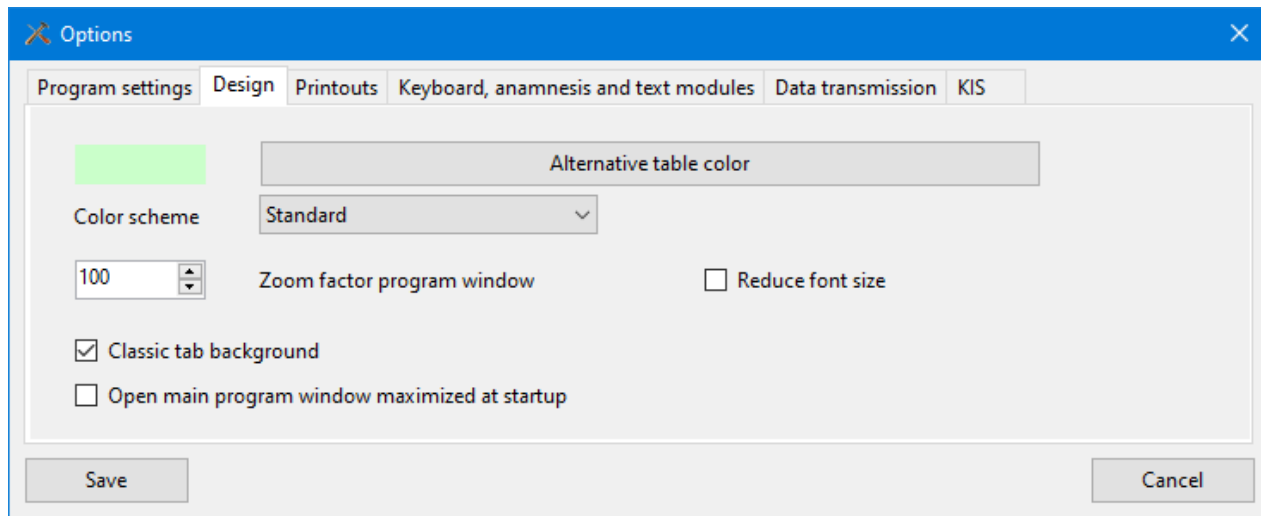 Options
Program settings Design Printouts Keyboard, anamnesis and text modules Data transmission KIS
Alternative table color
Color scheme Standard
100 Zoom factor program window Reduce font size
Classic tab background
Open main program window maximized at startup
Save Cancel